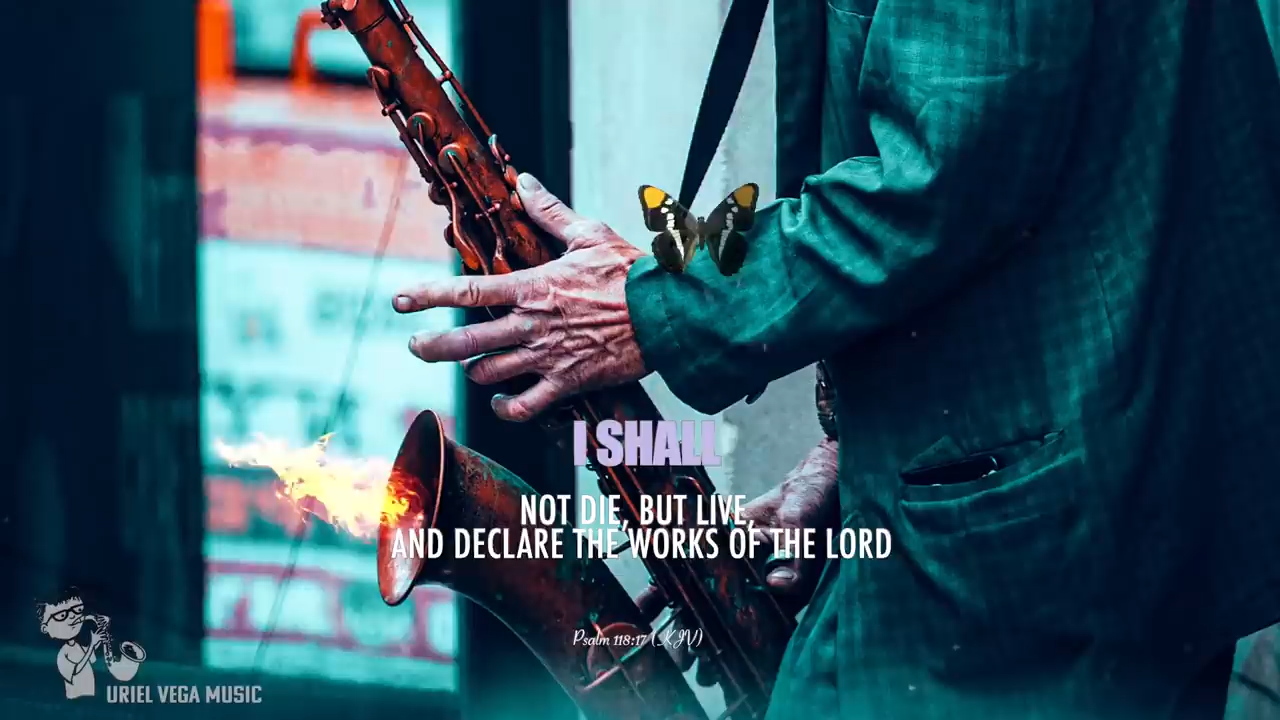 I SHALL
NOT DIE, BUT LIVE,
AND DECLARE THE WORKS OF THE LORD
Psalm 118:17 (KJV)
URIEL VEGA MUSIC